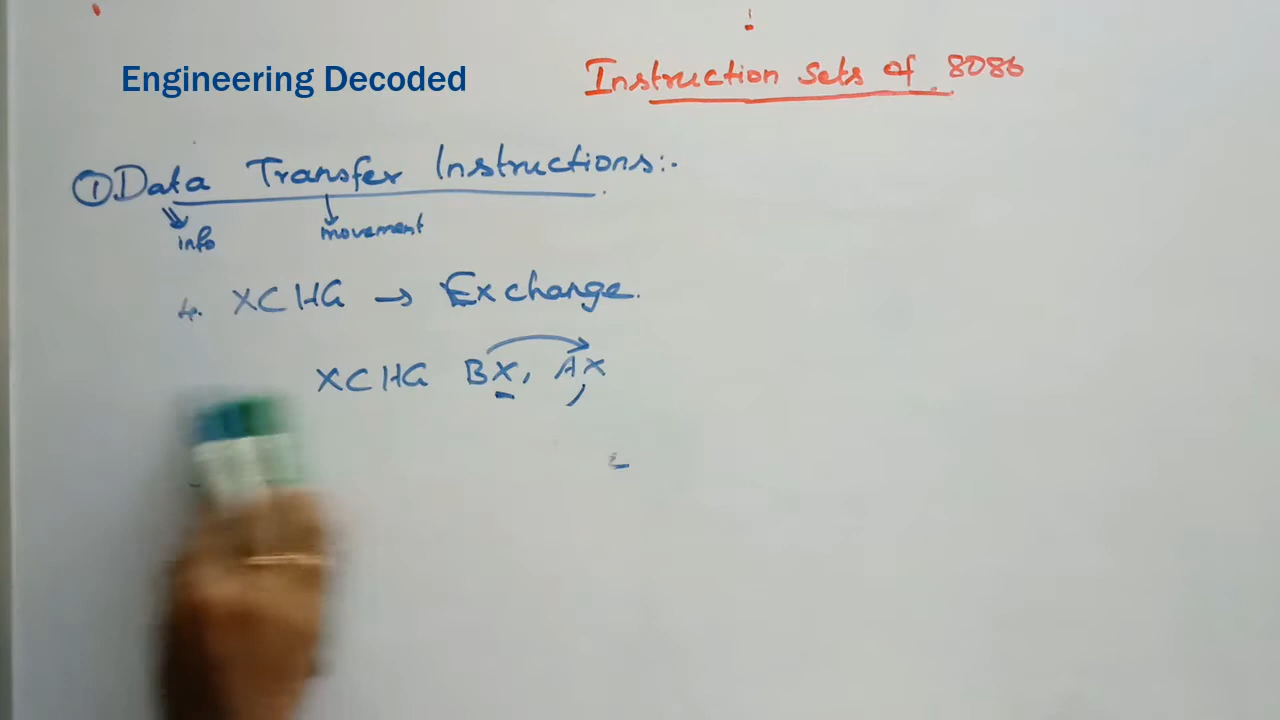 Engineering Decoded
Instruction sets of 8086
① Data Transfer Instructions:-
info
movement
4. XCHG → Exchange.
XCHG BX, AX